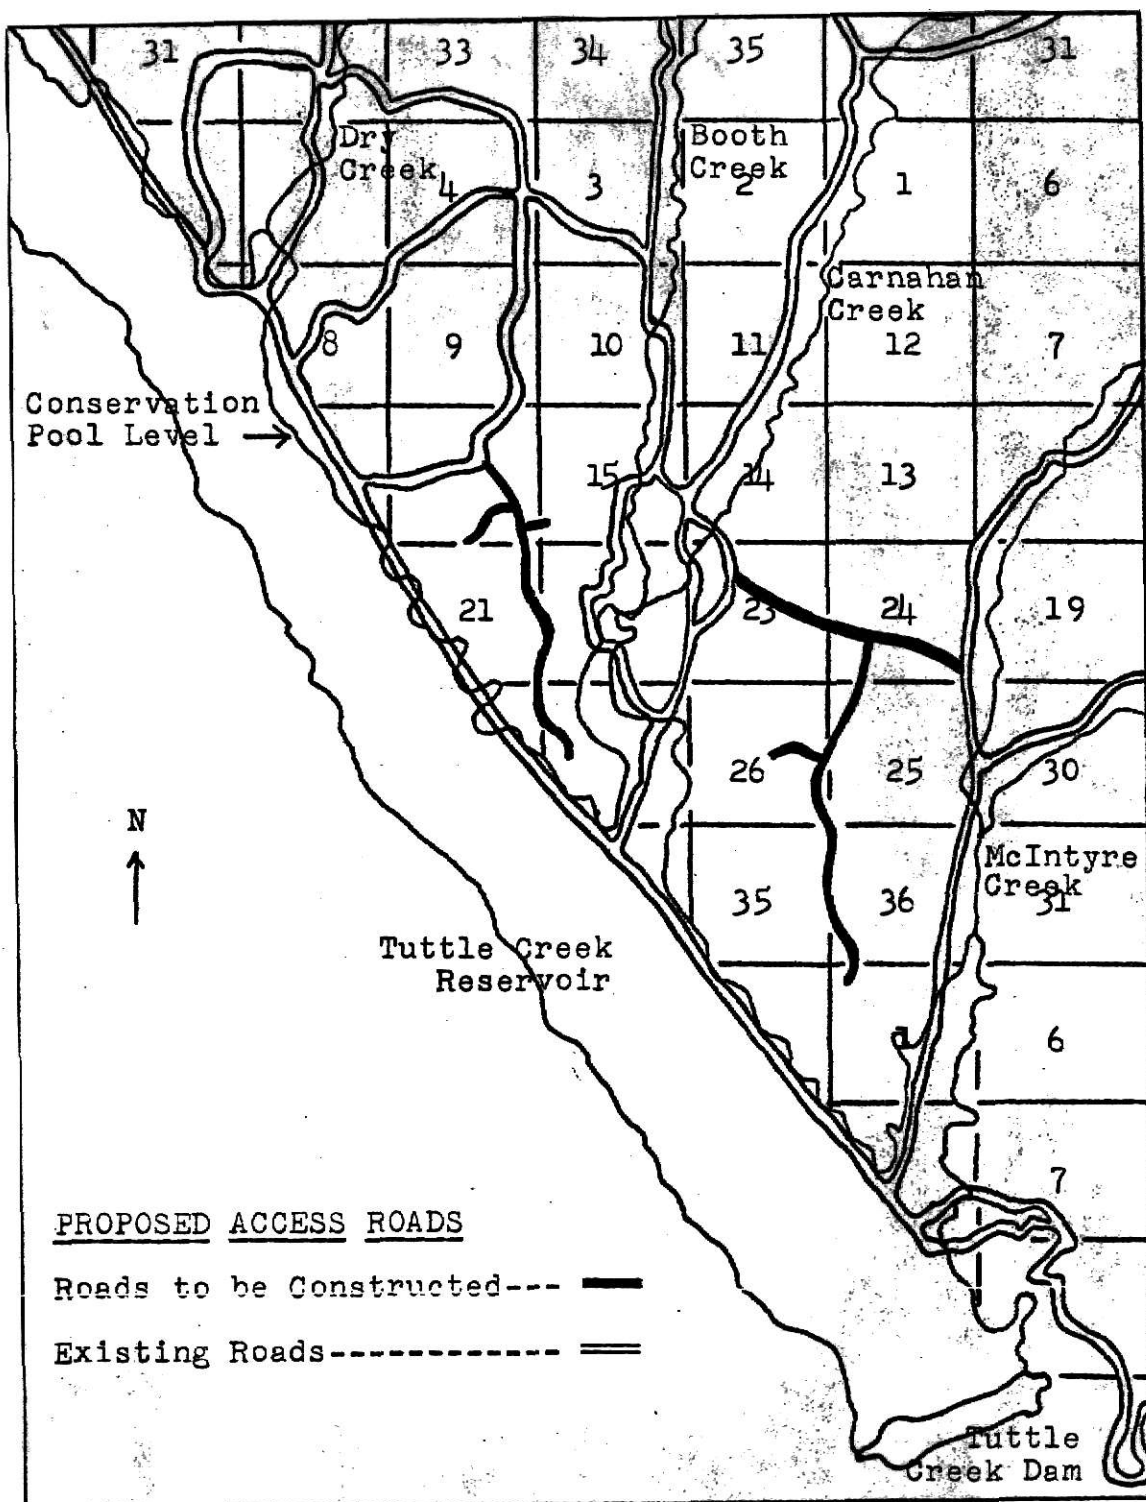 31 33 34 35 31
Dry
Creek
Booth
Creek
4 3 2 1 6
Carnahan
Creek
8 9 10 11 12 7
Conservation
Pool Level
15 14 13
21 23 24 19
26 25 30
N
McIntyre
Creek
35 36 31
Tuttle Creek
Reservoir
1 6
7
PROPOSED ACCESS ROADS
Roads to be Constructed---
Existing Roads------------
Tuttle
Creek Dam